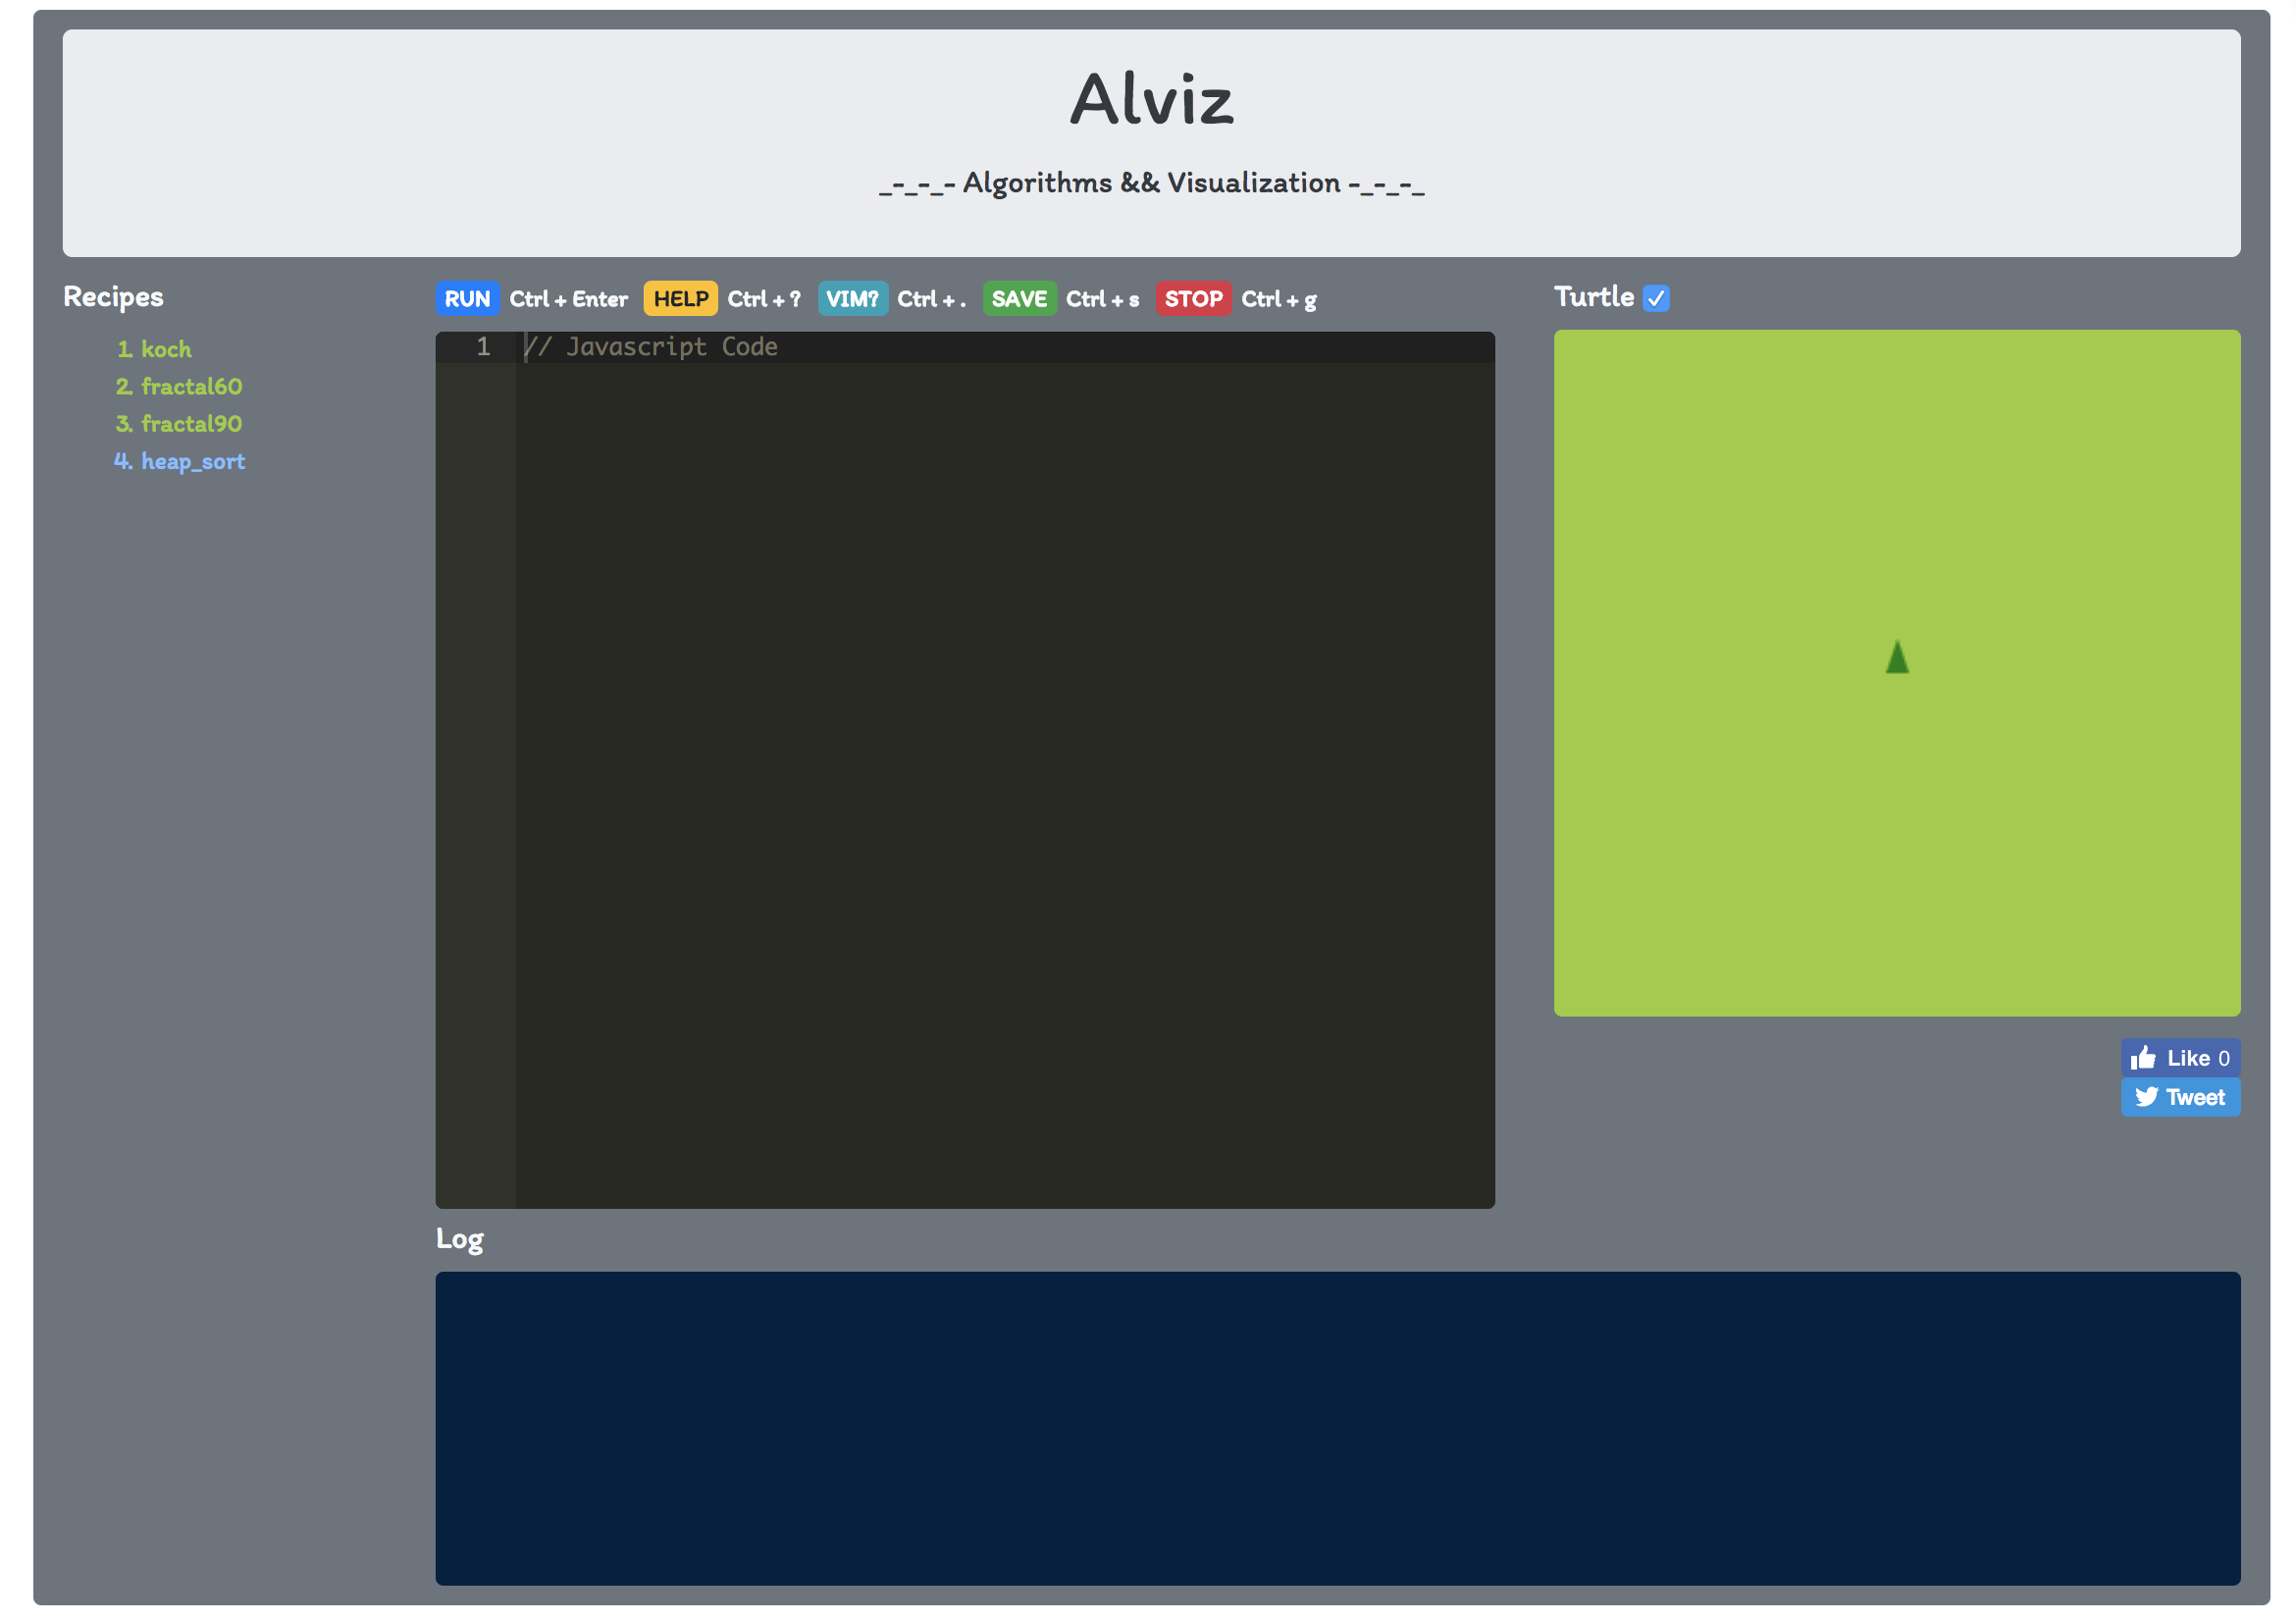 Alviz
_-_-_- Algorithms && Visualization -_-_-_
Recipes
1. koch
2. fractal60
3. fractal90
4. heap_sort
RUN Ctrl + Enter HELP Ctrl + ? VIM? Ctrl + . SAVE Ctrl + s STOP Ctrl + g
1 // Javascript Code
Turtle
Like 0
Tweet
Log